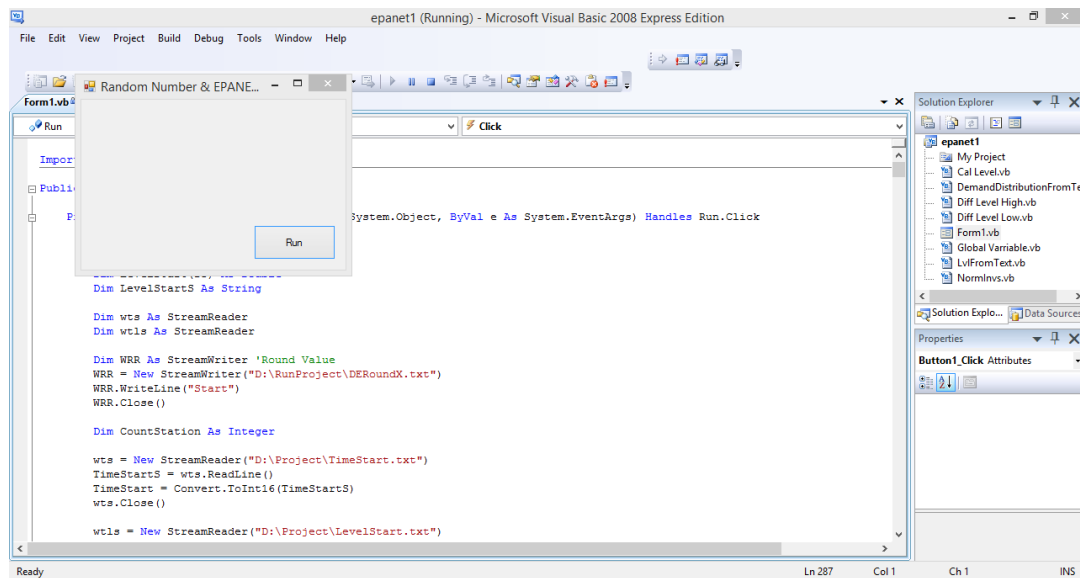 epanet1 (Running) - Microsoft Visual Basic 2008 Express Edition
File Edit View Project Build Debug Tools Window Help
Random Number & EPANE...
Form1.vb
Run
Click
Impor
Public
System.Object, ByVal e As System.EventArgs) Handles Run.Click
Run
Dim LevelStartS As String
Dim wts As StreamReader
Dim wtls As StreamReader
Dim WRR As StreamWriter 'Round Value
WRR = New StreamWriter("D:\RunProject\DERoundX.txt")
WRR.WriteLine("Start")
WRR.Close()
Dim CountStation As Integer
wts = New StreamReader("D:\Project\TimeStart.txt")
TimeStartS = wts.ReadLine()
TimeStart = Convert.ToInt16(TimeStartS)
wts.Close()
wtls = New StreamReader("D:\Project\LevelStart.txt")
Solution Explorer
epanet1
My Project
Cal Level.vb
DemandDistributionFromTe
Diff Level High.vb
Diff Level Low.vb
Form1.vb
Global Varriable.vb
LvlFromText.vb
NormInvs.vb
Solution Explo... Data Sources
Properties
Button1_Click Attributes
Ready Ln 287 Col 1 Ch 1 INS